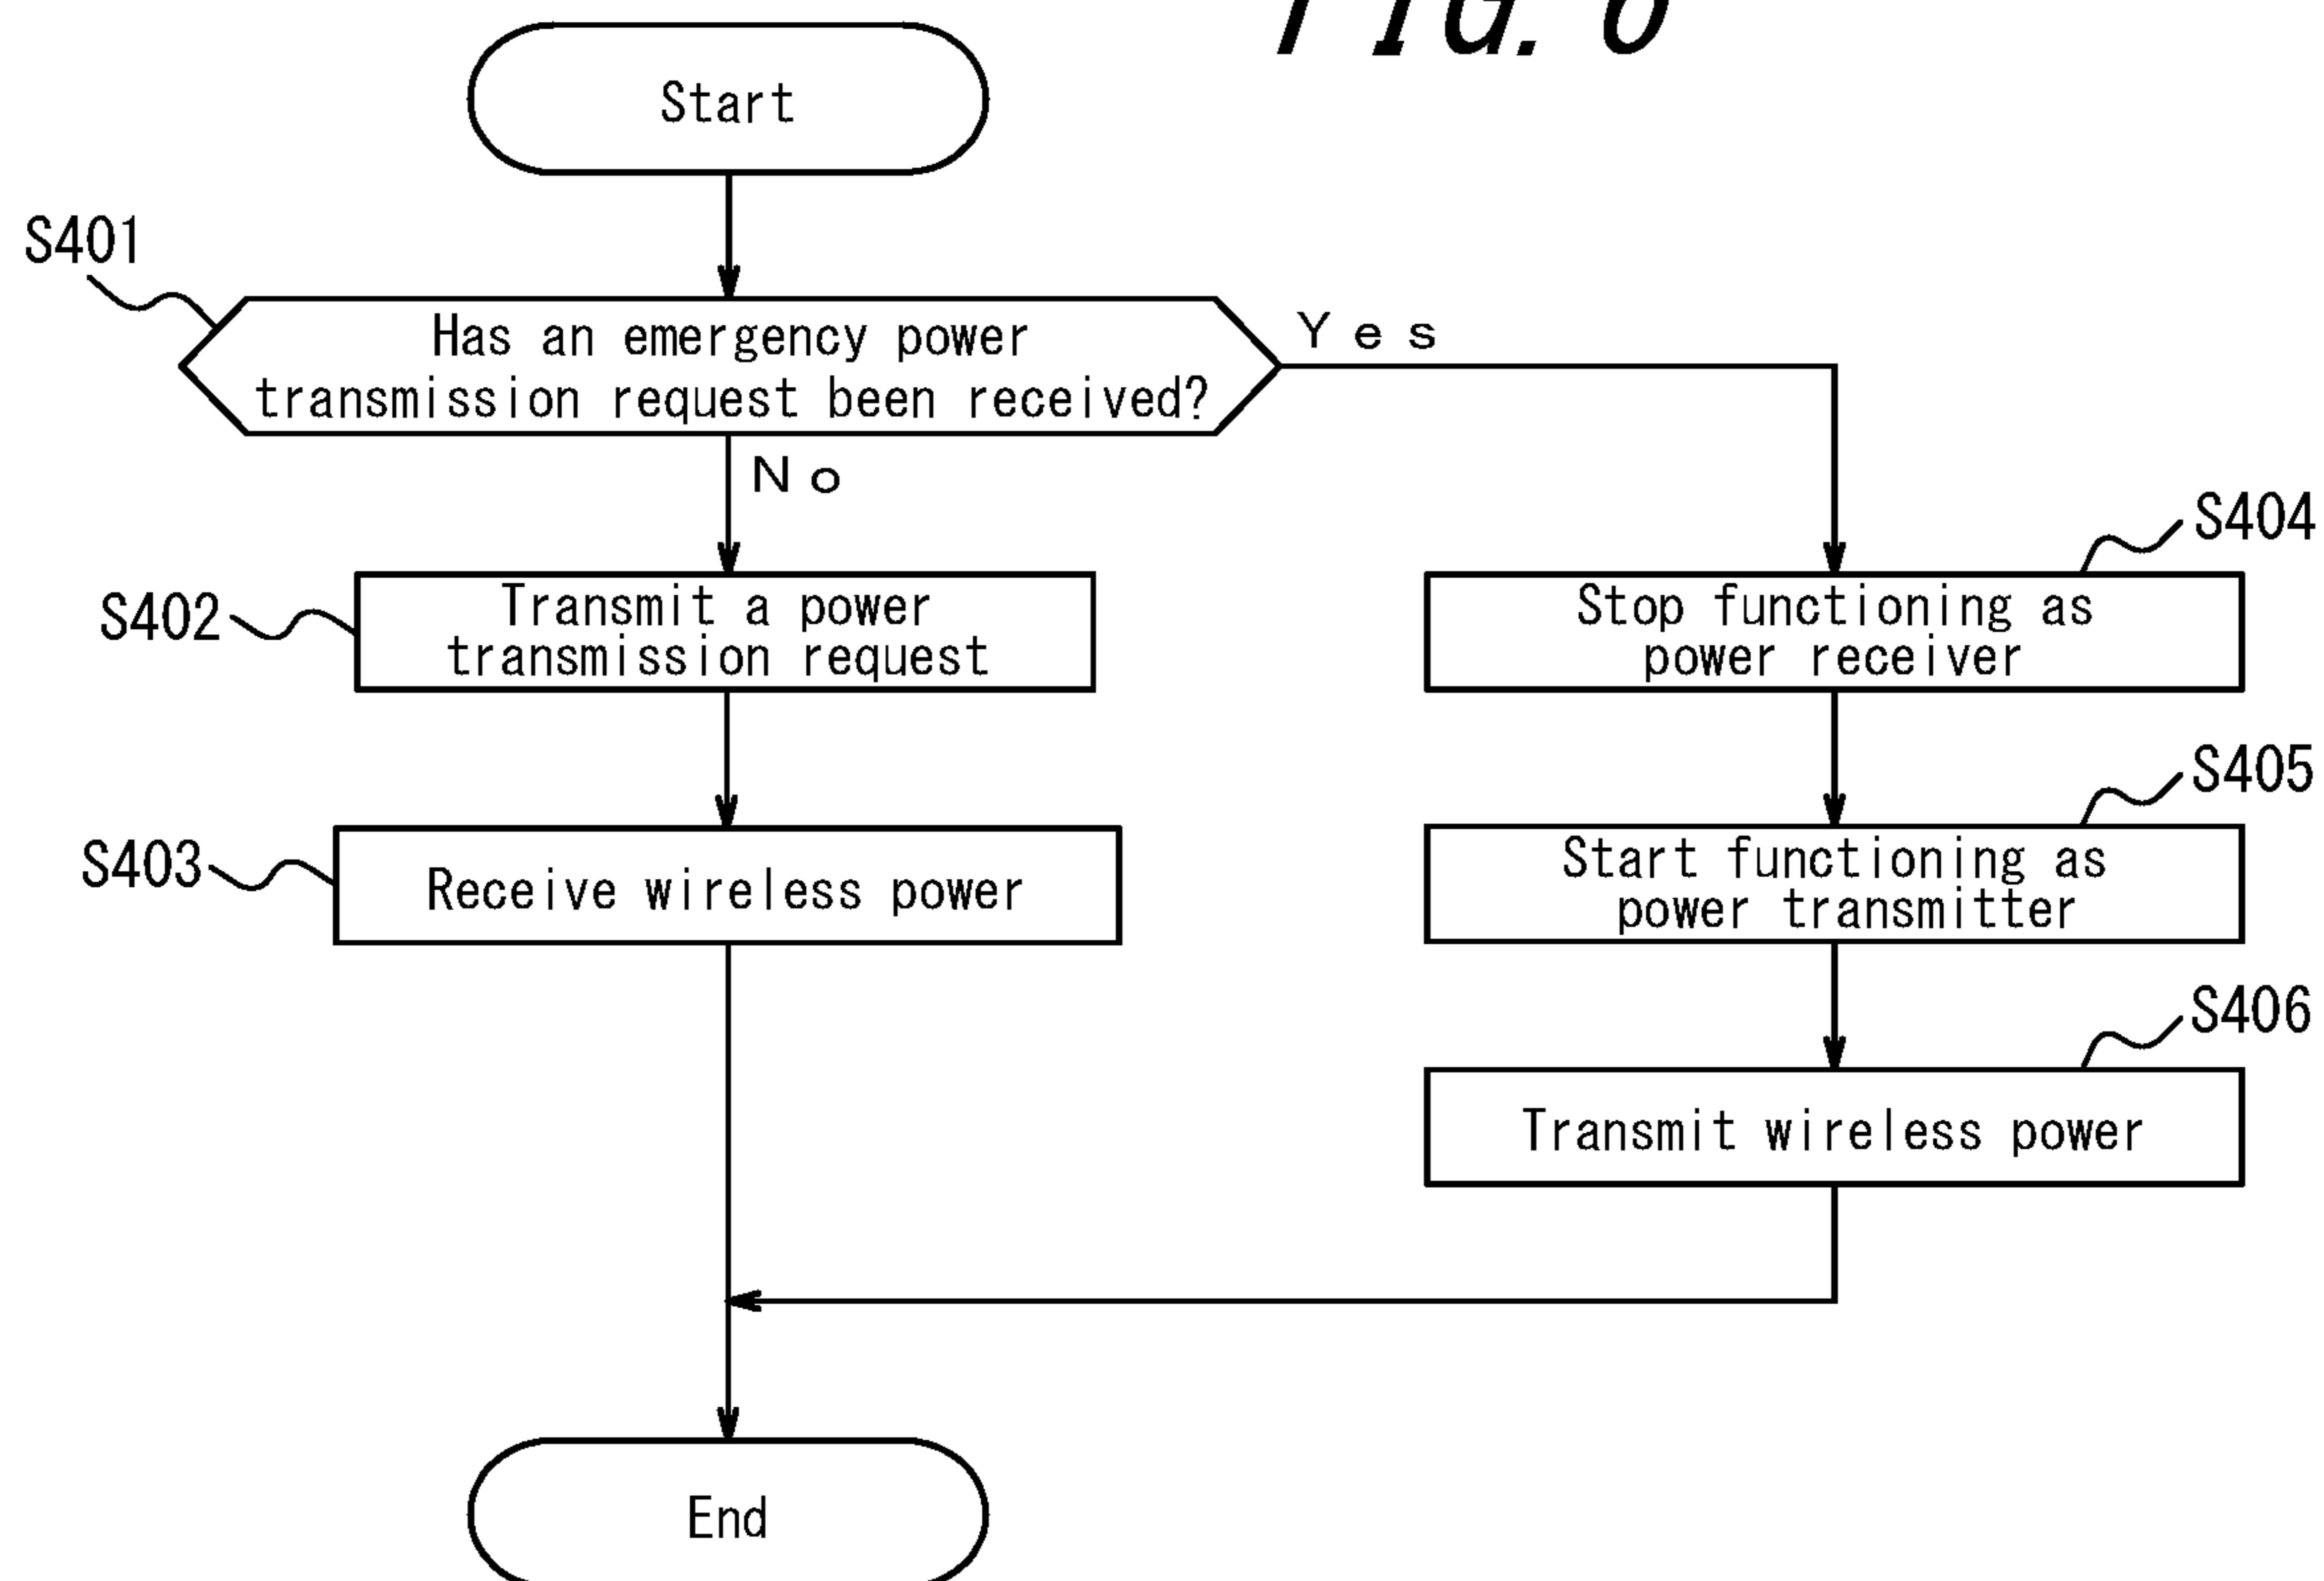 FIG.
Start
S401
Has an emergency power
transmission request been received?
Yes
No
S402
Transmit a power
transmission request
S404
Stop functioning as
power receiver
S403
Receive wireless power
S405
Start functioning as
power transmitter
S406
Transmit wireless power
End